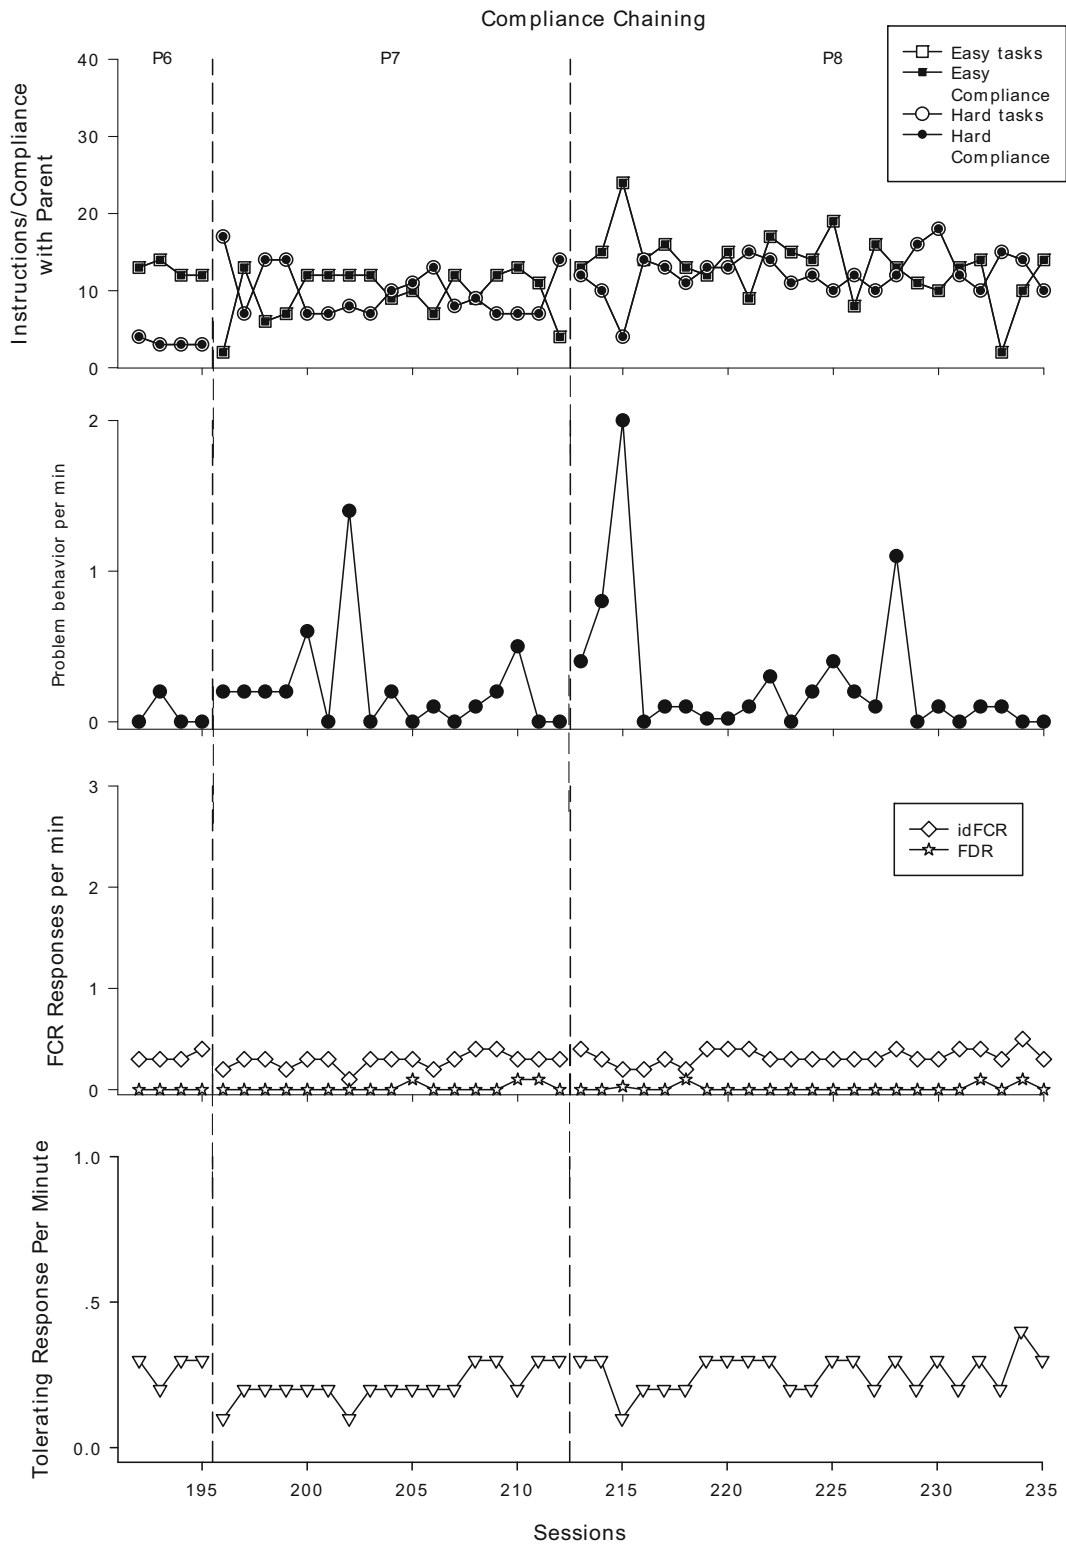 Compliance Chaining
P6
P7
P8
Easy tasks
Easy
Compliance
Hard tasks
Hard
Compliance
Instructions/Compliance
with Parent
40
30
20
10
0
Problem behavior per min
2
1
0
FCR Responses per min
3
2
1
0
idFCR
FDR
Tolerating Response Per Minute
1.0
.5
0.0
195 200 205 210 215 220 225 230 235
Sessions